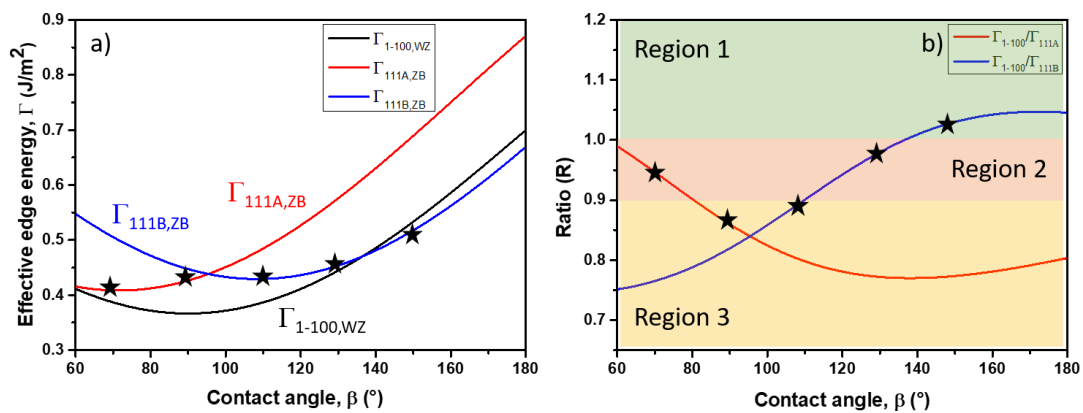 a)
Γ1-100,WZ
Γ111A,ZB
Γ111B,ZB
Γ111B,ZB
Γ111A,ZB
Γ1-100,WZ
0.9
0.8
0.7
0.6
0.5
0.4
0.3
60 80 100 120 140 160 180
Effective edge energy, Γ (J/m2)
Contact angle, β (°)
b)
Γ1-100/Γ111A
Γ1-100/Γ111B
Region 1
Region 2
Region 3
1.2
1.1
1.0
0.9
0.8
0.7
60 80 100 120 140 160 180
Ratio (R)
Contact angle, β (°)